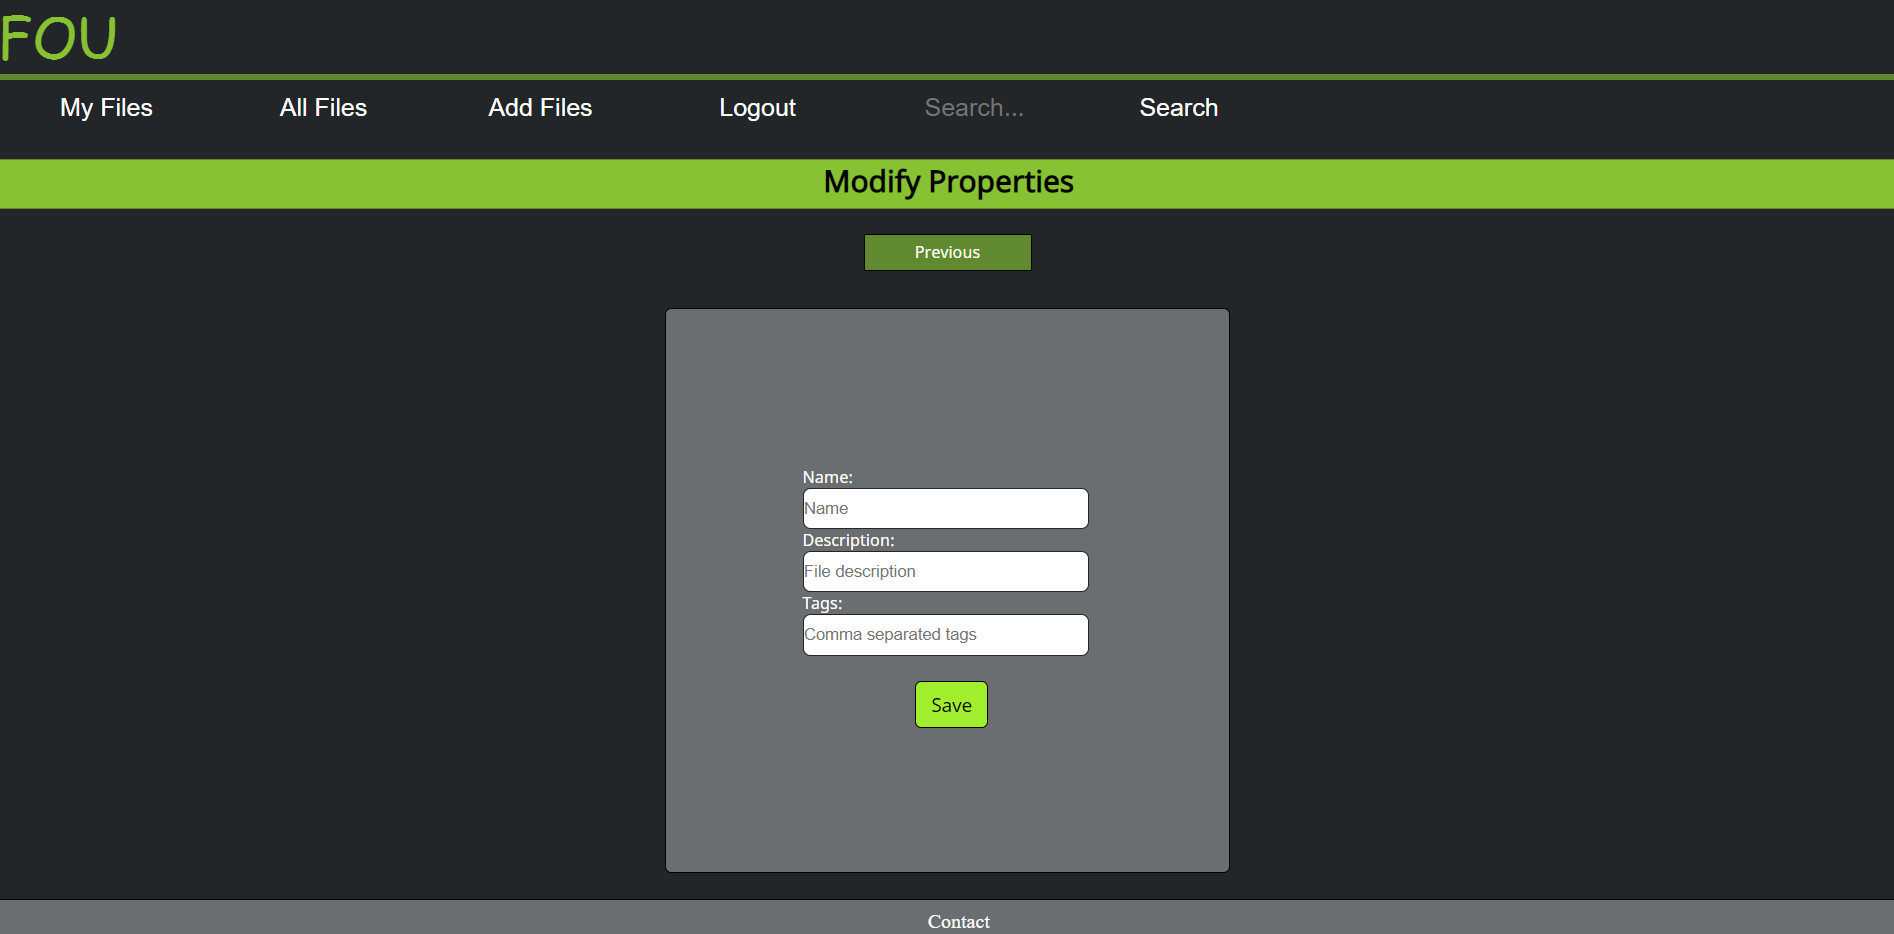 FOU
My Files All Files Add Files Logout Search... Search
Modify Properties
Previous
Name:
Name
Description:
File description
Tags:
Comma separated tags
Save
Contact